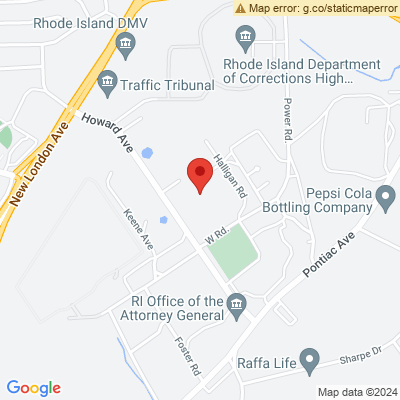 Map error: g.co/staticmaperror
Rhode Island DMV
Traffic Tribunal
Rhode Island Department
of Corrections High...
Power Rd.
Howard Ave
New London Ave
Halligan Rd
Pepsi Cola
Bottling Company
Keene Ave
W Rd.
Pontiac Ave
RI Office of the
Attorney General
Foster Rd
Raffa Life
Sharpe Dr
Google
Map data ©2024